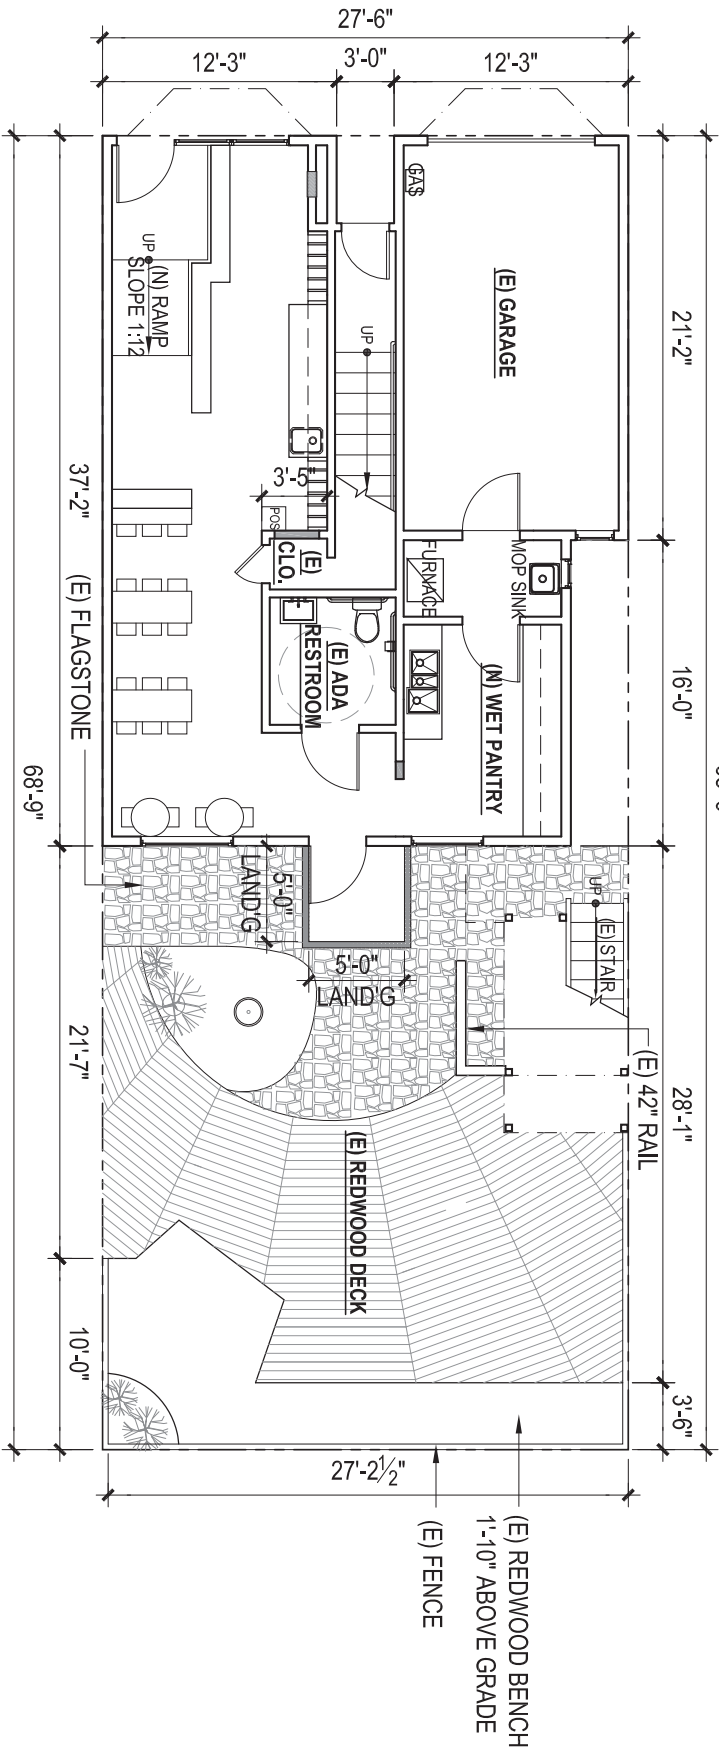 27'-6"
12'-3"
3'-0"
12'-3"
GAS
(E) GARAGE
21'-2"
UP
(N) RAMP
SLOPE 1:12
UP
37'-2"
3'-5"
POS
(E)
CLO.
FURNACE
MOP SINK
(E) ADA
RESTROOM
(N) WET PANTRY
16'-0"
(E) FLAGSTONE
68'-9"
5'-0"
LAND'G
5'-0"
LAND'G
UP
(E) STAIR
(E) 42" RAIL
21'-7"
28'-1"
(E) REDWOOD DECK
10'-0"
3'-6"
27'-2½"
(E) REDWOOD BENCH
1'-10" ABOVE GRADE
(E) FENCE